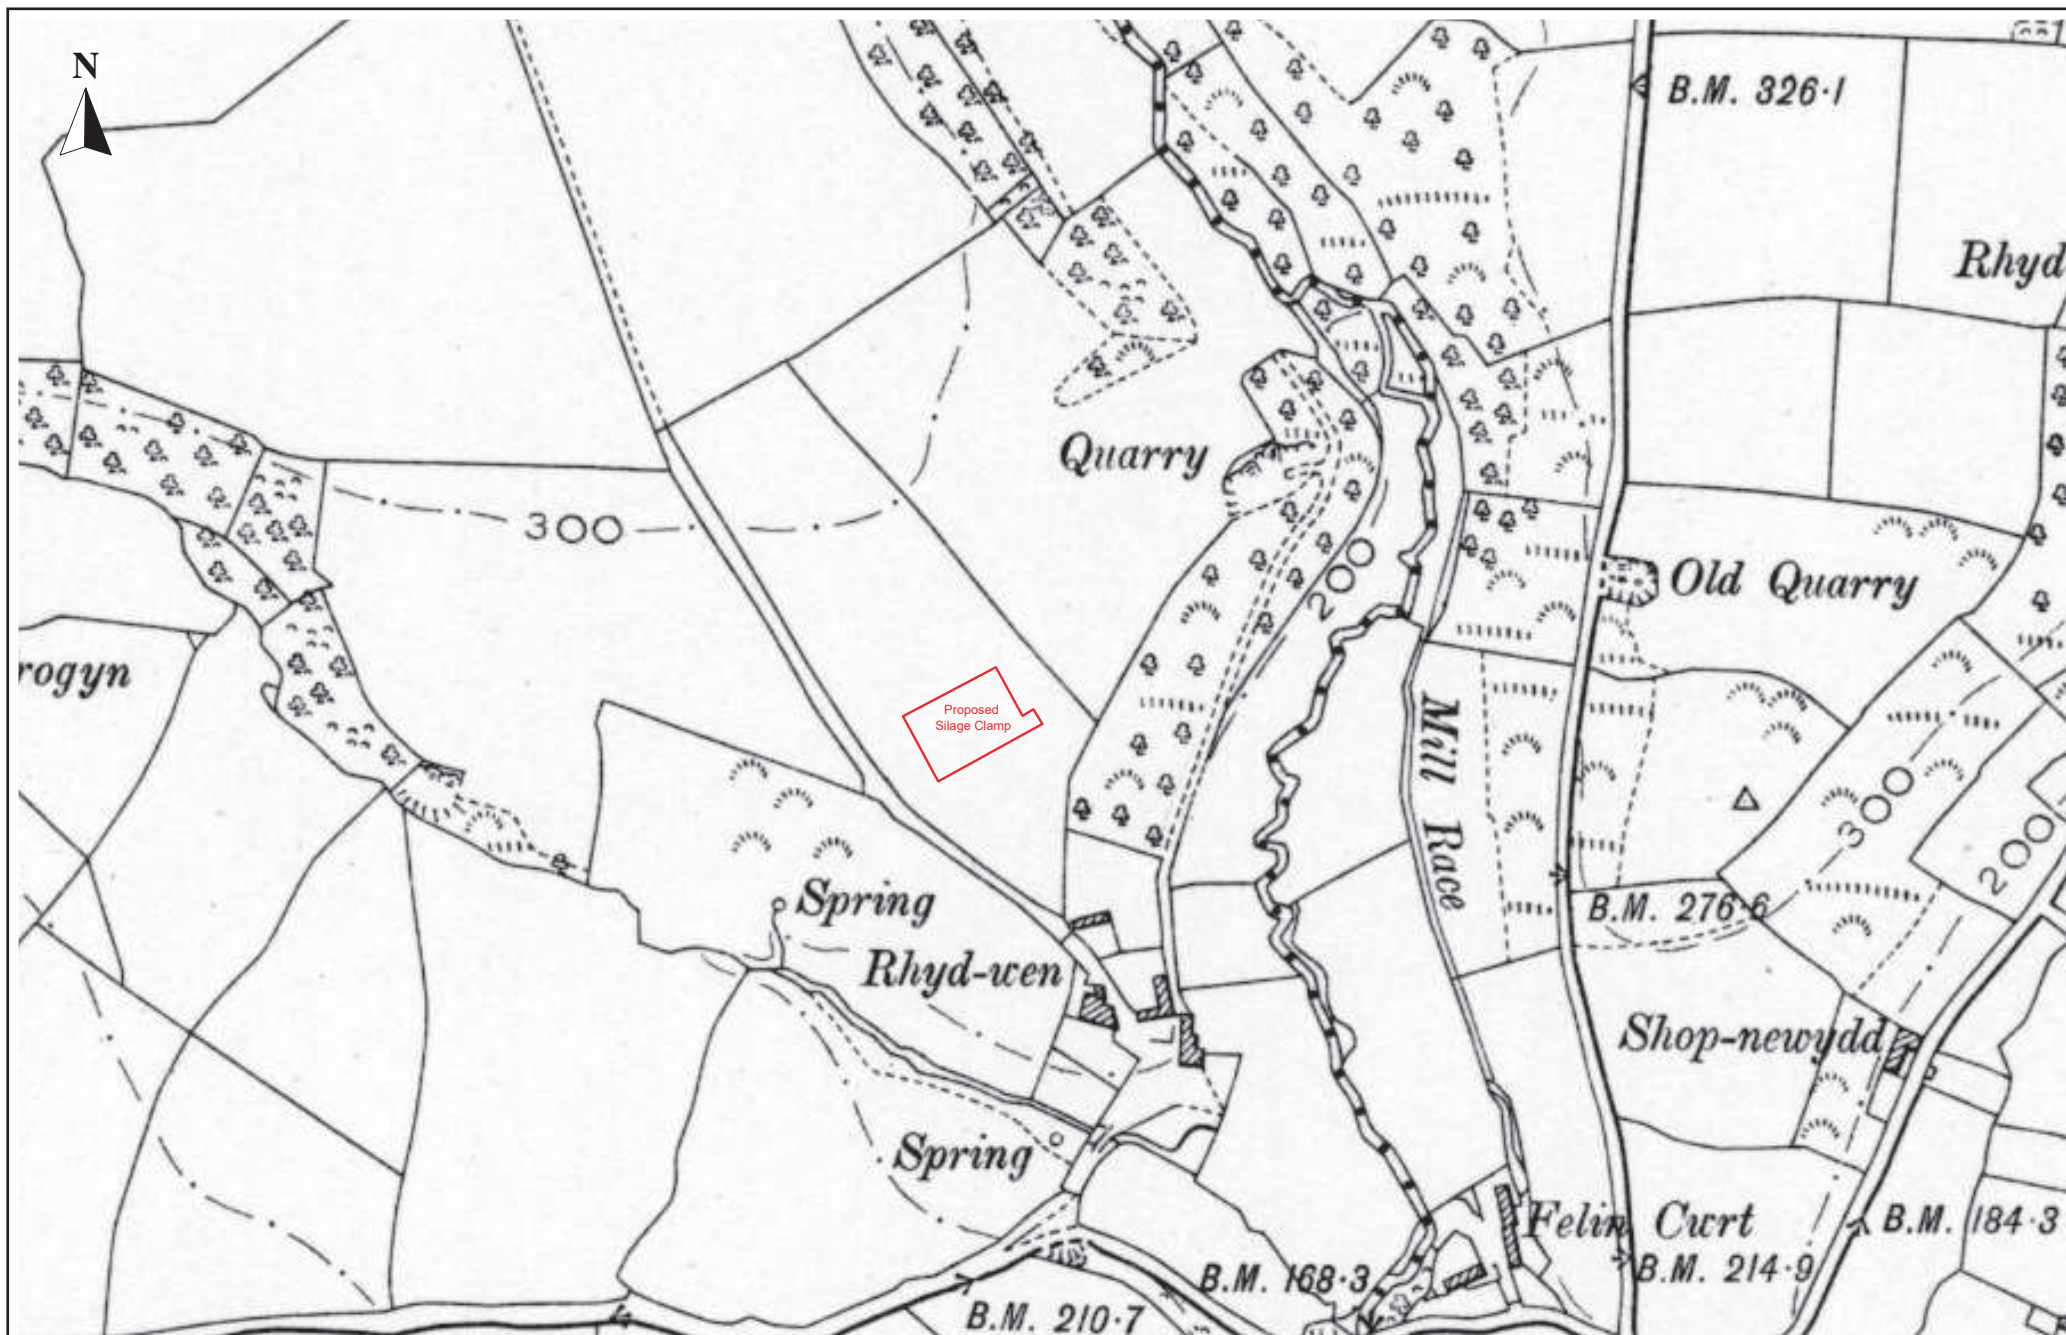 N
B.M. 326·1
Rhyd
Quarry
300
200
Old Quarry
rogyn
Proposed
Silage Clamp
Mill Race
300
200
Spring
B.M. 276·6
Rhyd-wen
Shop-newydd
Spring
Felin Cwrt
B.M. 184·3
B.M. 168·3
B.M. 214·9
B.M. 210·7